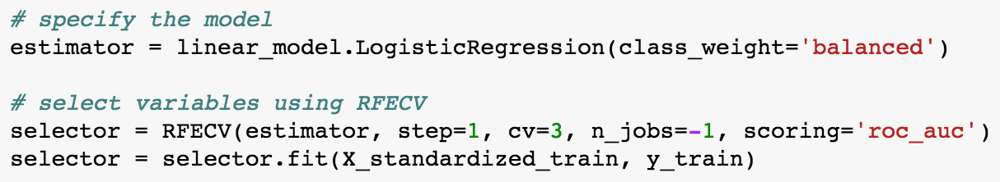 # specify the model
estimator = linear_model.LogisticRegression(class_weight='balanced')
# select variables using RFECV
selector = RFECV(estimator, step=1, cv=3, n_jobs=-1, scoring='roc_auc')
selector = selector.fit(X_standardized_train, y_train)